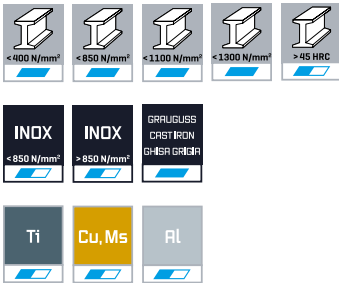 <400 N/mm² <850 N/mm² <1100 N/mm² <1300 N/mm² >45 HRC
INOX
<850 N/mm²
INOX
>850 N/mm²
GRAUGUSS
CAST IRON
GHISA GRIGIA
Ti
Cu, Ms
Al